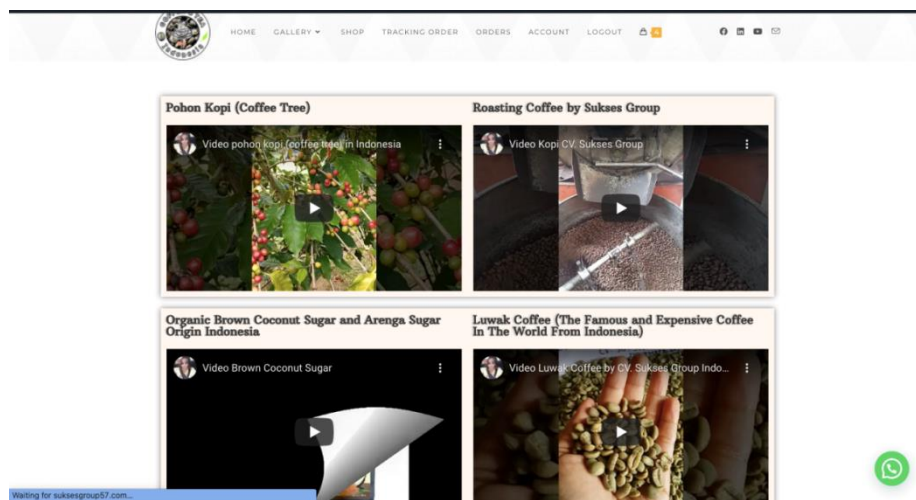 HOME GALLERY SHOP TRACKING ORDER ORDERS ACCOUNT LOGOUT
Pohon Kopi (Coffee Tree)
Video pohon kopi (coffee tree) in Indonesia
Roasting Coffee by Sukses Group
Video Kopi CV. Sukses Group
Organic Brown Coconut Sugar and Arenga Sugar
Origin Indonesia
Video Brown Coconut Sugar
Luwak Coffee (The Famous and Expensive Coffee
In The World From Indonesia)
Video Luwak Coffee by CV. Sukses Group Indo...
Waiting for suksesgroup57.com...